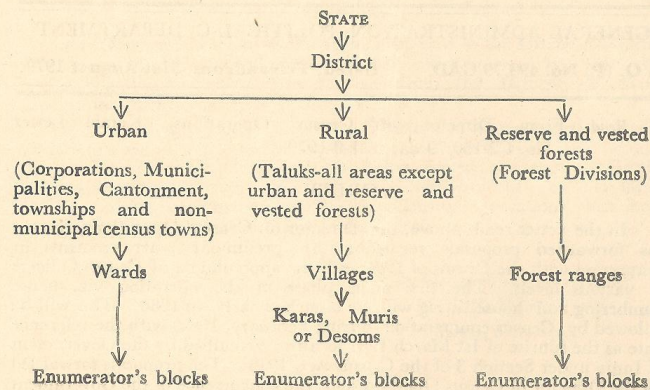 STATE
District
Urban
(Corporations, Munici-
palities, Cantonment,
townships and non-
municipal census towns)
Wards
Enumerator's blocks
Rural
(Taluks-all areas except
urban and reserve and
vested forests)
Villages
Karas, Muris
or Desoms
Enumerator's blocks
Reserve and vested
forests
(Forest Divisions)
Forest ranges
Enumerator's blocks